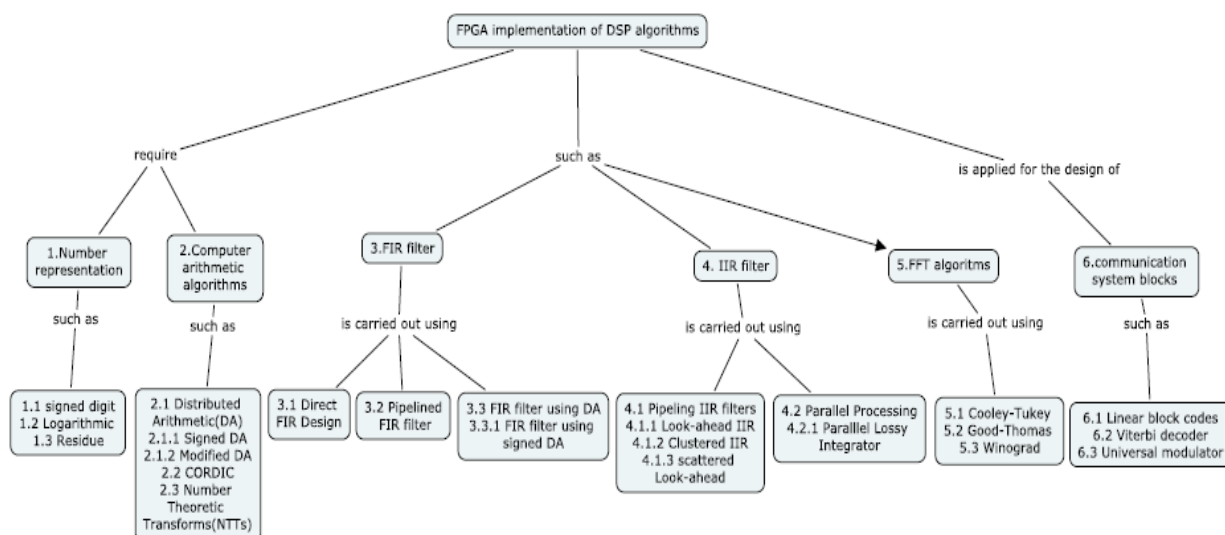 FPGA implementation of DSP algorithms
require
such as
is applied for the design of
1.Number
representation
2.Computer
arithmetic
algorithms
3.FIR filter
4. IIR filter
5.FFT algoritms
6.communication
system blocks
such as
such as
is carried out using
is carried out using
is carried out using
such as
1.1 signed digit
1.2 Logarithmic
1.3 Residue
2.1 Distributed
Arithmetic(DA)
2.1.1 Signed DA
2.1.2 Modified DA
2.2 CORDIC
2.3 Number
Theoretic
Transforms(NTTs)
3.1 Direct
FIR Design
3.2 Pipelined
FIR filter
3.3 FIR filter using DA
3.3.1 FIR filter using
signed DA
4.1 Pipeling IIR filters
4.1.1 Look-ahead IIR
4.1.2 Clustered IIR
4.1.3 scattered
Look-ahead
4.2 Parallel Processing
4.2.1 Paralllel Lossy
Integrator
5.1 Cooley-Tukey
5.2 Good-Thomas
5.3 Winograd
6.1 Linear block codes
6.2 Viterbi decoder
6.3 Universal modulator